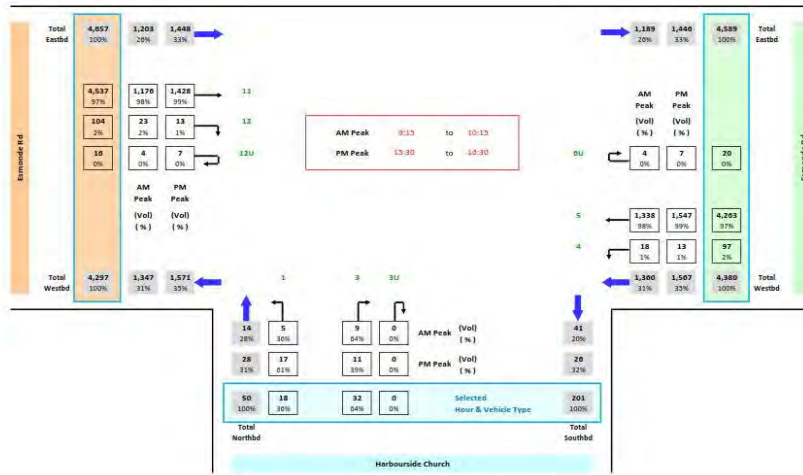 Total
Eastbd
4,657
100%
1,203
26%
1,448
33%
1,189
26%
1,446
33%
4,589
100%
Total
Eastbd
4,537
97%
1,176
98%
1,428
99%
11
104
2%
23
2%
13
1%
12
16
0%
4
0%
7
0%
12U
AM
Peak
(Vol)
( % )
PM
Peak
(Vol)
( % )
Esmonde Rd
AM Peak 9:15 to 10:15
PM Peak 15:30 to 16:30
AM
Peak
(Vol)
( % )
PM
Peak
(Vol)
( % )
6U
4
0%
7
0%
20
0%
5
1,338
98%
1,547
99%
4,263
97%
4
18
1%
13
1%
97
2%
Esmonde Rd
Total
Westbd
4,297
100%
1,347
31%
1,571
35%
1,360
31%
1,567
35%
4,380
100%
Total
Westbd
1
3
3U
14
28%
5
36%
9
64%
0
0%
AM Peak
(Vol)
( % )
41
20%
28
31%
17
61%
11
39%
0
0%
PM Peak
(Vol)
( % )
26
32%
50
100%
18
36%
32
64%
0
0%
Selected
Hour & Vehicle Type
201
100%
Total
Northbd
Total
Southbd
Harbourside Church